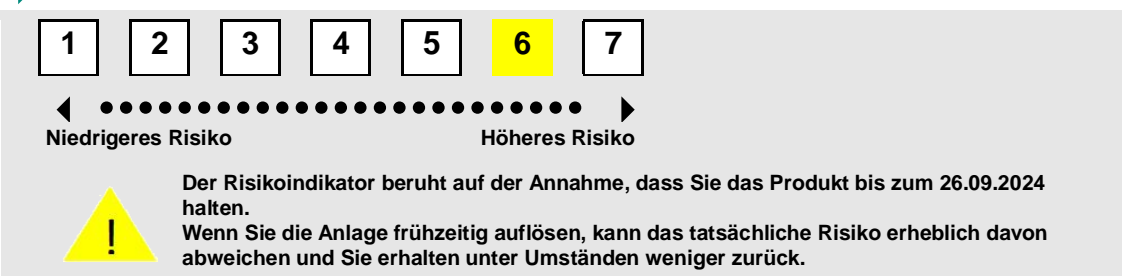 1 2 3 4 5 6 7
Niedrigeres Risiko Höheres Risiko
Der Risikoindikator beruht auf der Annahme, dass Sie das Produkt bis zum 26.09.2024
halten.
Wenn Sie die Anlage frühzeitig auflösen, kann das tatsächliche Risiko erheblich davon
abweichen und Sie erhalten unter Umständen weniger zurück.
!